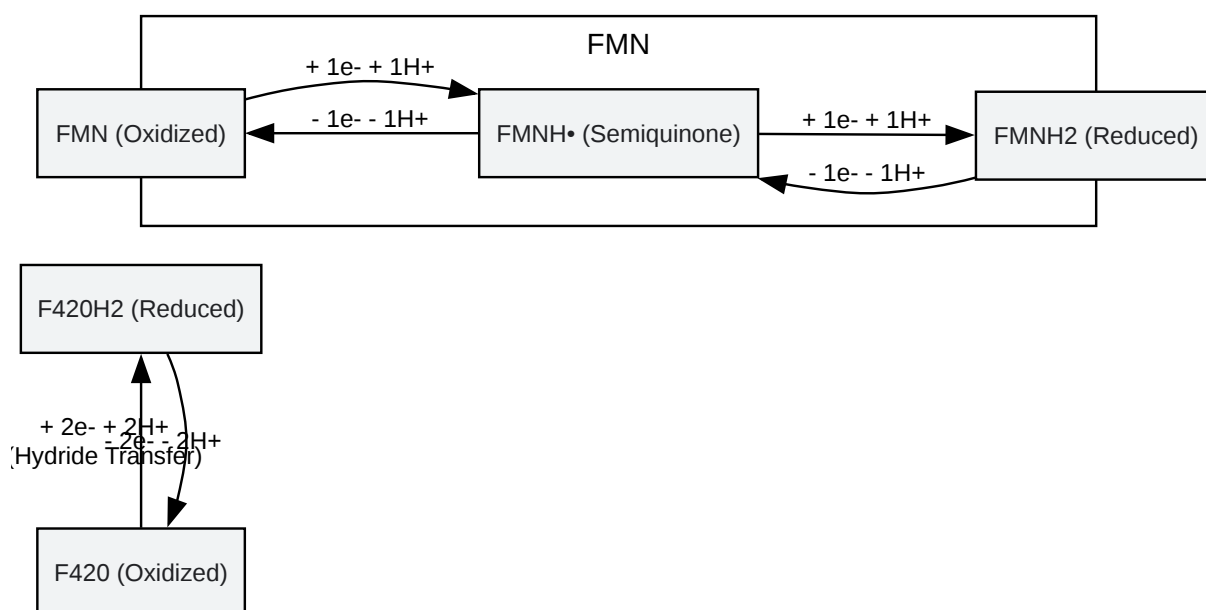 FMN
+ 1e- + 1H+
- 1e- - 1H+
FMN (Oxidized)
FMNH• (Semiquinone)
+ 1e- + 1H+
- 1e- - 1H+
FMNH2 (Reduced)
F420H2 (Reduced)
+ 2e- + 2H+
(Hydride Transfer)
- 2e- - 2H+
F420 (Oxidized)